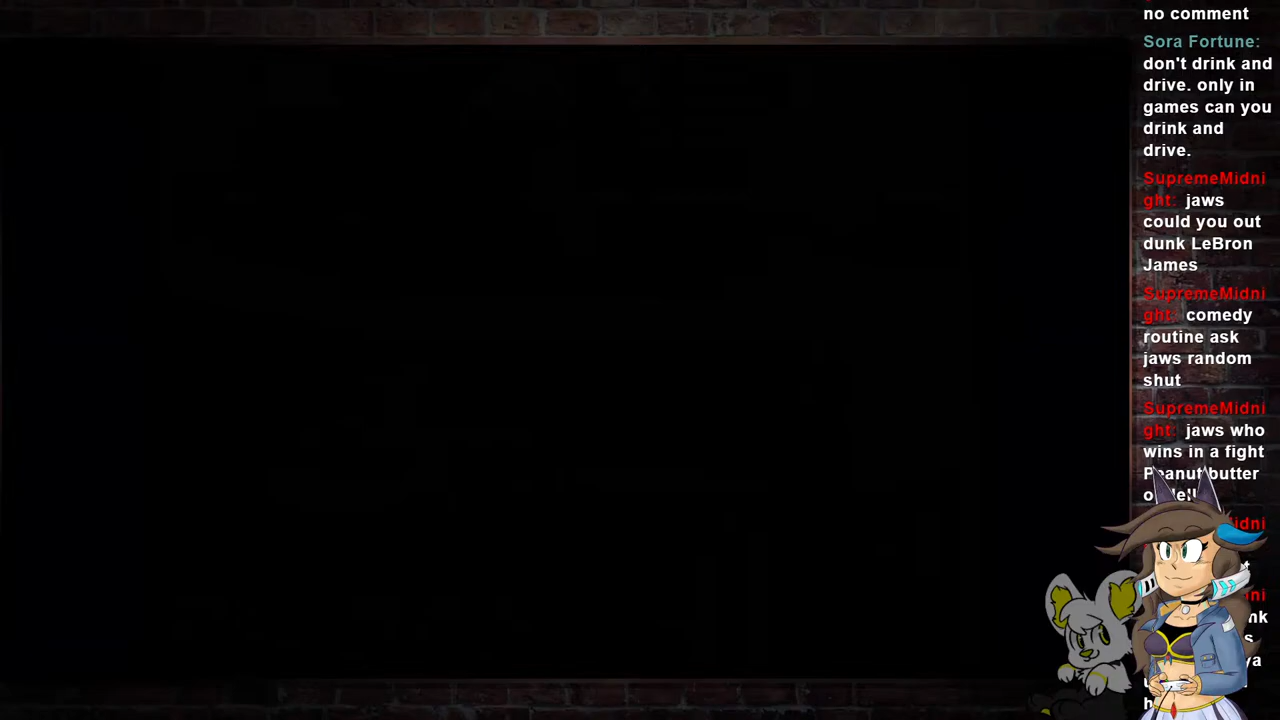 no comment
Sora Fortune:
don't drink and
drive. only in
games can you
drink and
drive.
SupremeMidni
ght: jaws
could you out
dunk LeBron
James
SupremeMidni
ght: comedy
routine ask
jaws random
shut
SupremeMidni
ght: jaws who
wins in a fight
Peanut butter